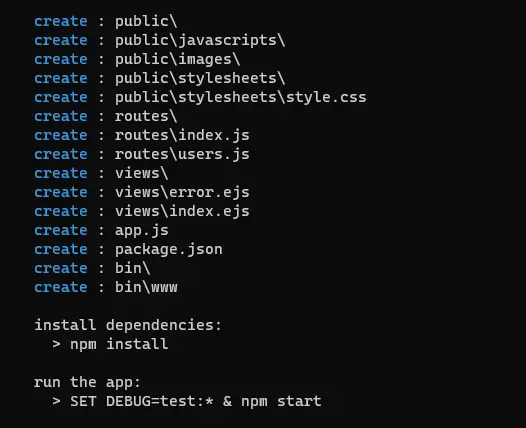 create : public\
create : public\javascripts\
create : public\images\
create : public\stylesheets\
create : public\stylesheets\style.css
create : routes\
create : routes\index.js
create : routes\users.js
create : views\
create : views\error.ejs
create : views\index.ejs
create : app.js
create : package.json
create : bin\
create : bin\www
install dependencies:
> npm install
run the app:
> SET DEBUG=test:* & npm start